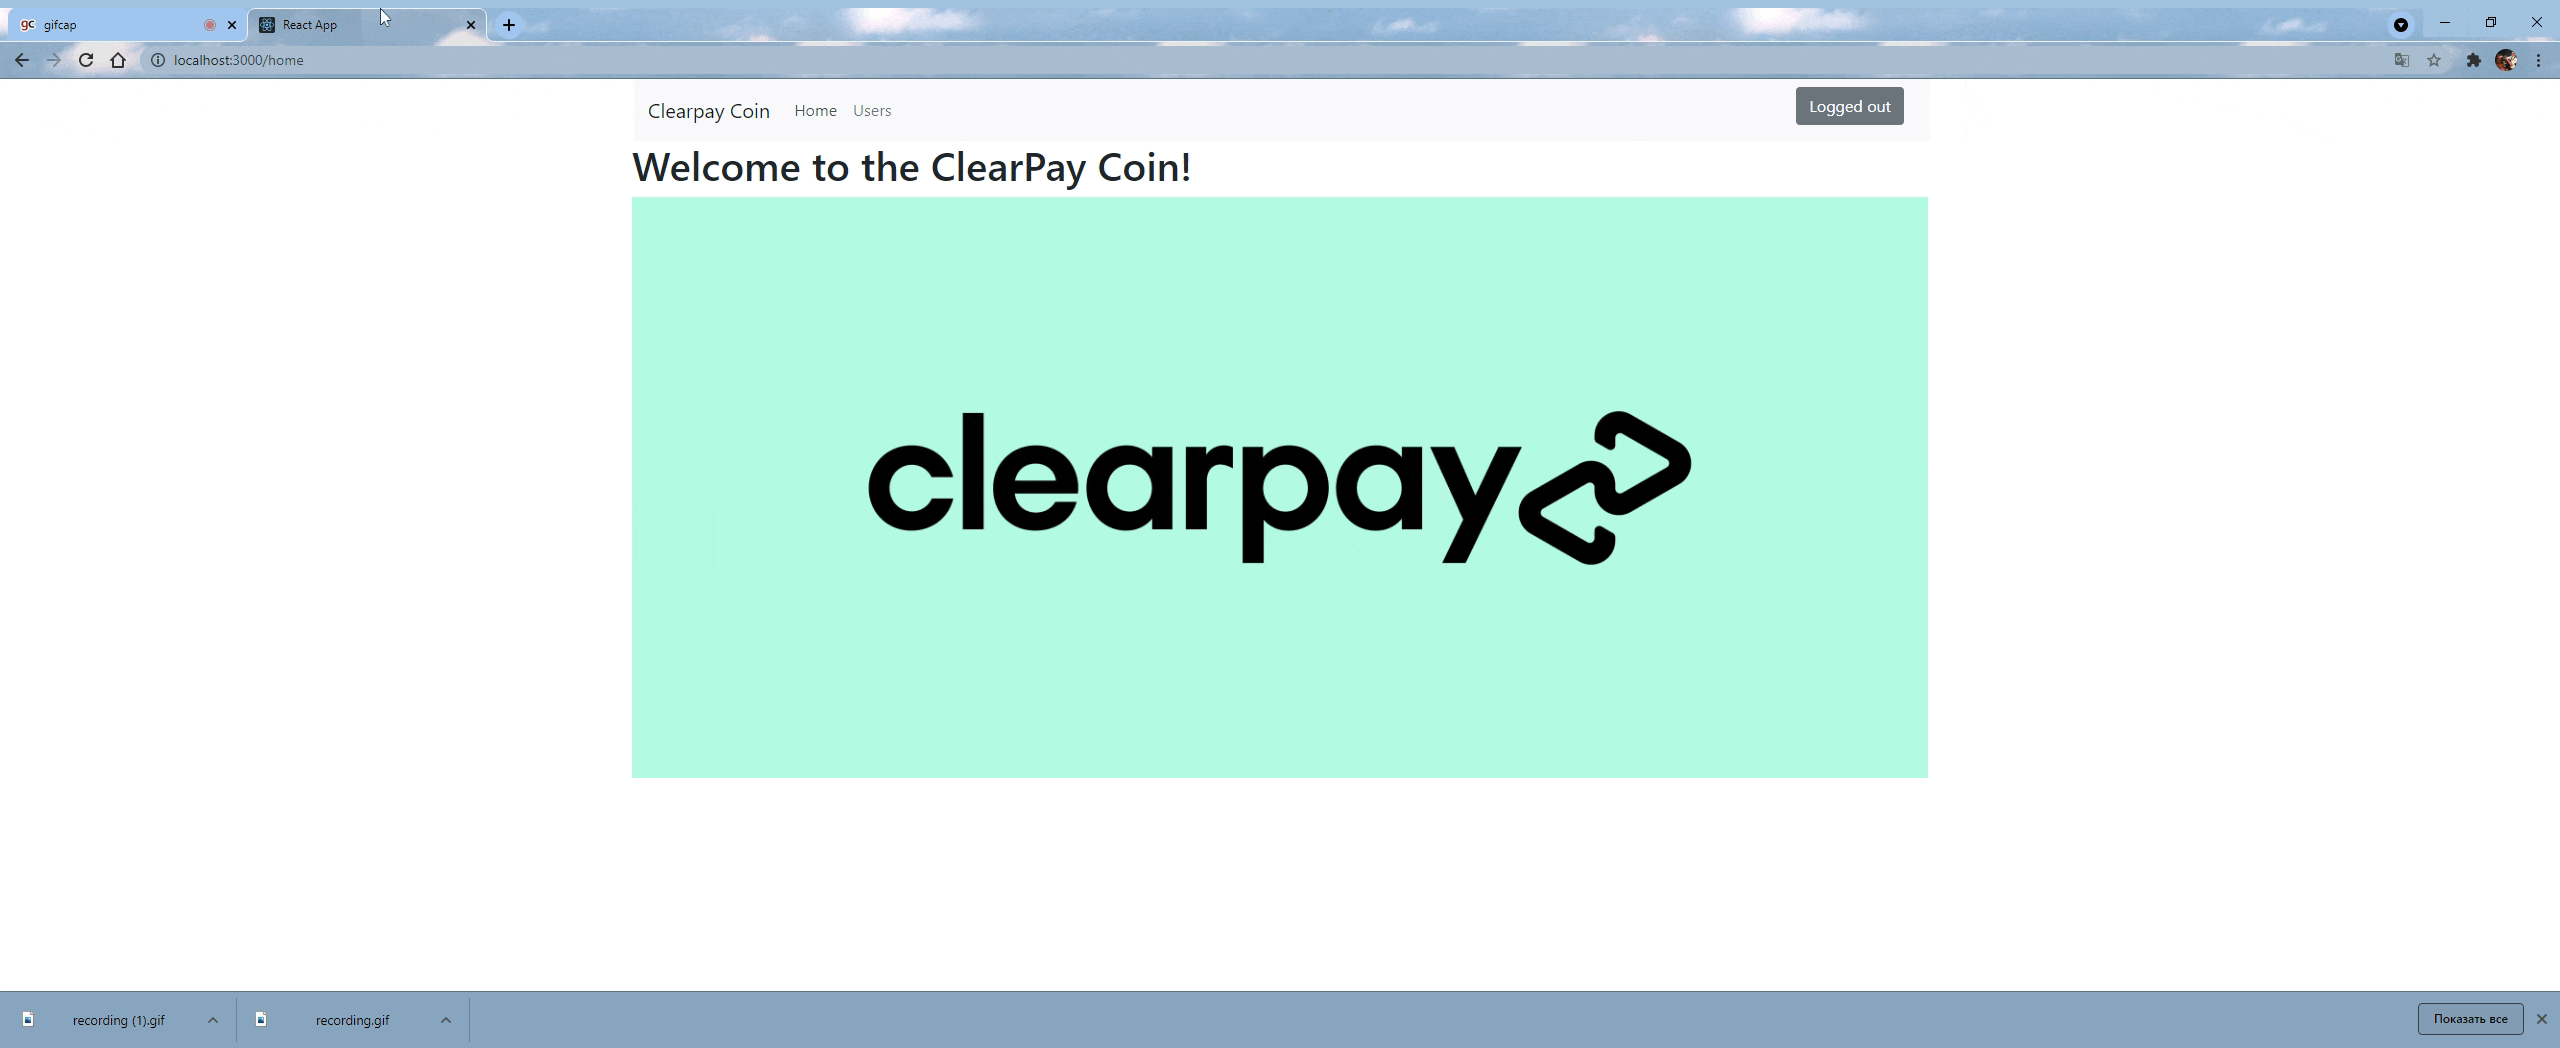 gc gifcap
React App
localhost:3000/home
Clearpay Coin Home Users Logged out
Welcome to the ClearPay Coin!
clearpay
recording (1).gif recording.gif Показать все